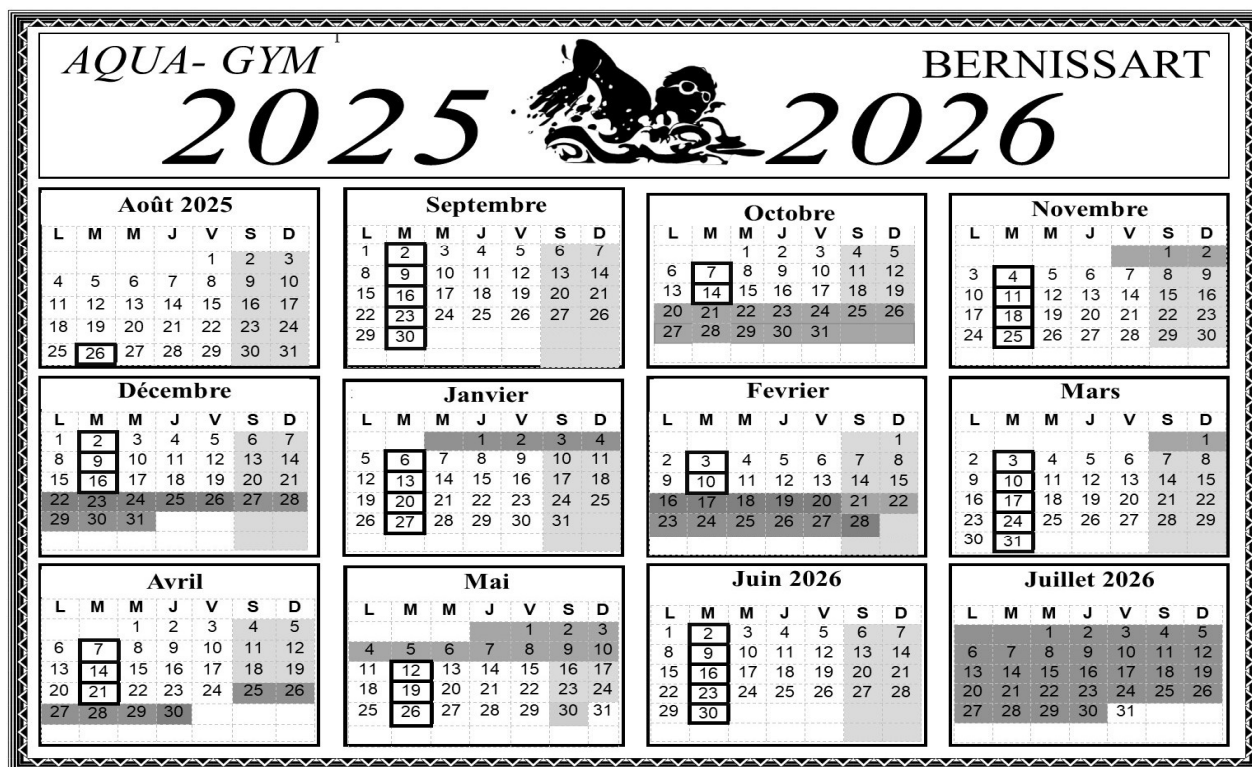 AQUA- GYM
BERNISSART
2025 2026
Août 2025
L M M J V S D
1 2 3
4 5 6 7 8 9 10
11 12 13 14 15 16 17
18 19 20 21 22 23 24
25 26 27 28 29 30 31
Septembre
L M M J V S D
1 2 3 4 5 6 7
8 9 10 11 12 13 14
15 16 17 18 19 20 21
22 23 24 25 26 27 26
29 30
Octobre
L M M J V S D
1 2 3 4 5
6 7 8 9 10 11 12
13 14 15 16 17 18 19
20 21 22 23 24 25 26
27 28 29 30 31
Novembre
L M M J V S D
1 2
3 4 5 6 7 8 9
10 11 12 13 14 15 16
17 18 19 20 21 22 23
24 25 26 27 28 29 30
Décembre
L M M J V S D
1 2 3 4 5 6 7
8 9 10 11 12 13 14
15 16 17 18 19 20 21
22 23 24 25 26 27 28
29 30 31
Janvier
L M M J V S D
1 2 3 4
5 6 7 8 9 10 11
12 13 14 15 16 17 18
19 20 21 22 23 24 25
26 27 28 29 30 31
Fevrier
L M M J V S D
1
2 3 4 5 6 7 8
9 10 11 12 13 14 15
16 17 18 19 20 21 22
23 24 25 26 27 28
Mars
L M M J V S D
1
2 3 4 5 6 7 8
9 10 11 12 13 14 15
16 17 18 19 20 21 22
23 24 25 26 27 28 29
30 31
Avril
L M M J V S D
1 2 3 4 5
6 7 8 9 10 11 12
13 14 15 16 17 18 19
20 21 22 23 24 25 26
27 28 29 30
Mai
L M M J V S D
1 2 3
4 5 6 7 8 9 10
11 12 13 14 15 16 17
18 19 20 21 22 23 24
25 26 27 28 29 30 31
Juin 2026
L M M J V S D
1 2 3 4 5 6 7
8 9 10 11 12 13 14
15 16 17 18 19 20 21
22 23 24 25 26 27 28
29 30
Juillet 2026
L M M J V S D
1 2 3 4 5
6 7 8 9 10 11 12
13 14 15 16 17 18 19
20 21 22 23 24 25 26
27 28 29 30 31